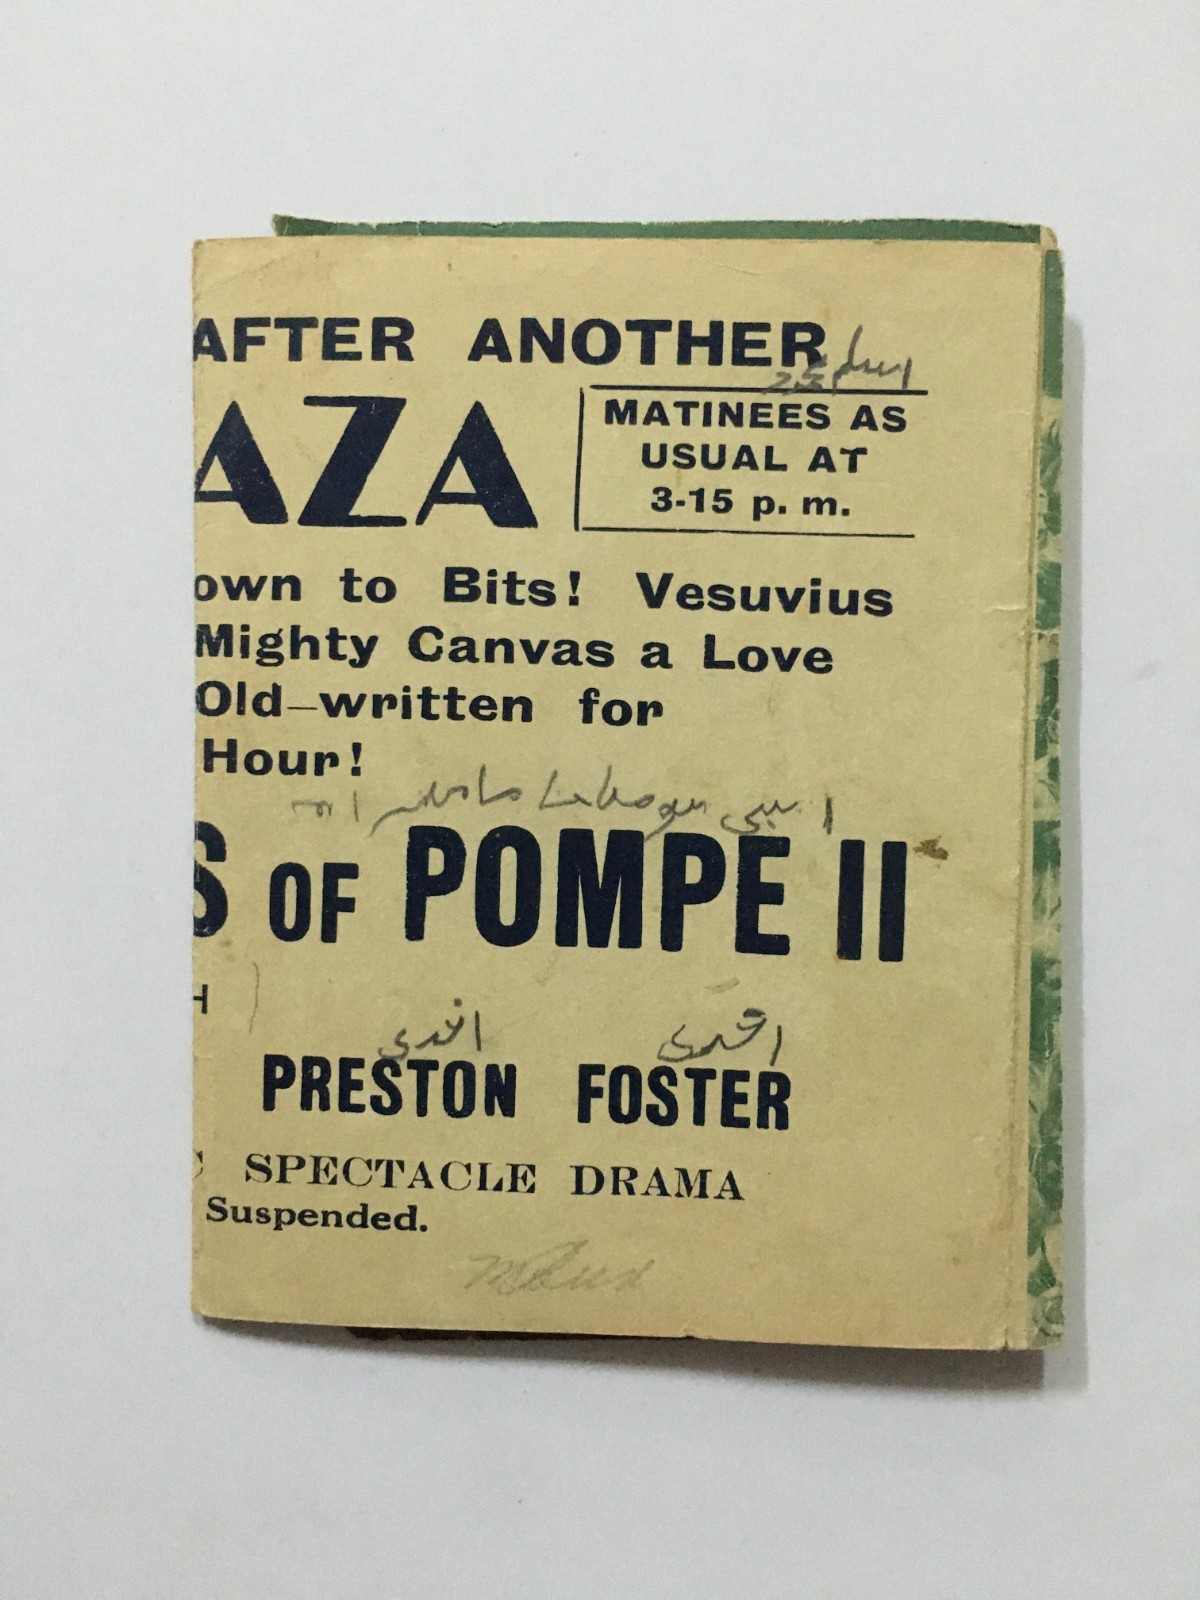 AFTER ANOTHER
AZA
MATINEES AS
USUAL AT
3-15 p. m.
own to Bits! Vesuvius
Mighty Canvas a Love
Old—written for
Hour!
S OF POMPE II
H
PRESTON FOSTER
SPECTACLE DRAMA
Suspended.